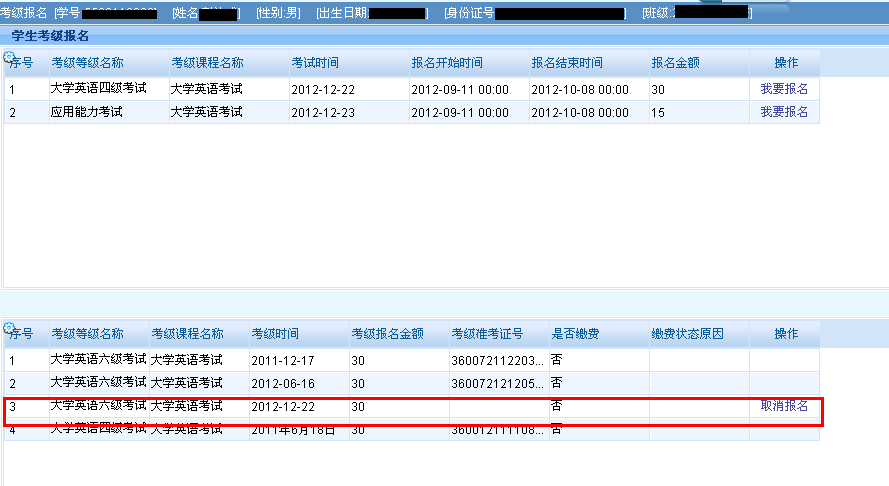 考级报名 [学号 [姓名 ] [性别:男] [出生日期: ] [身份证号 ] [班级: ]
学生考级报名
序号 考级等级名称 考级课程名称 考试时间 报名开始时间 报名结束时间 报名金额 操作
1 大学英语四级考试 大学英语考试 2012-12-22 2012-09-11 00:00 2012-10-08 00:00 30 我要报名
2 应用能力考试 大学英语考试 2012-12-23 2012-09-11 00:00 2012-10-08 00:00 15 我要报名
序号 考级等级名称 考级课程名称 考级时间 考级报名金额 考级准考证号 是否缴费 缴费状态原因 操作
1 大学英语六级考试 大学英语考试 2011-12-17 30 360072112203... 否
2 大学英语六级考试 大学英语考试 2012-06-16 30 360072121205... 否
3 大学英语六级考试 大学英语考试 2012-12-22 30 否 取消报名
4 大学英语四级考试 大学英语考试 2011年6月18日 30 360012111108... 否